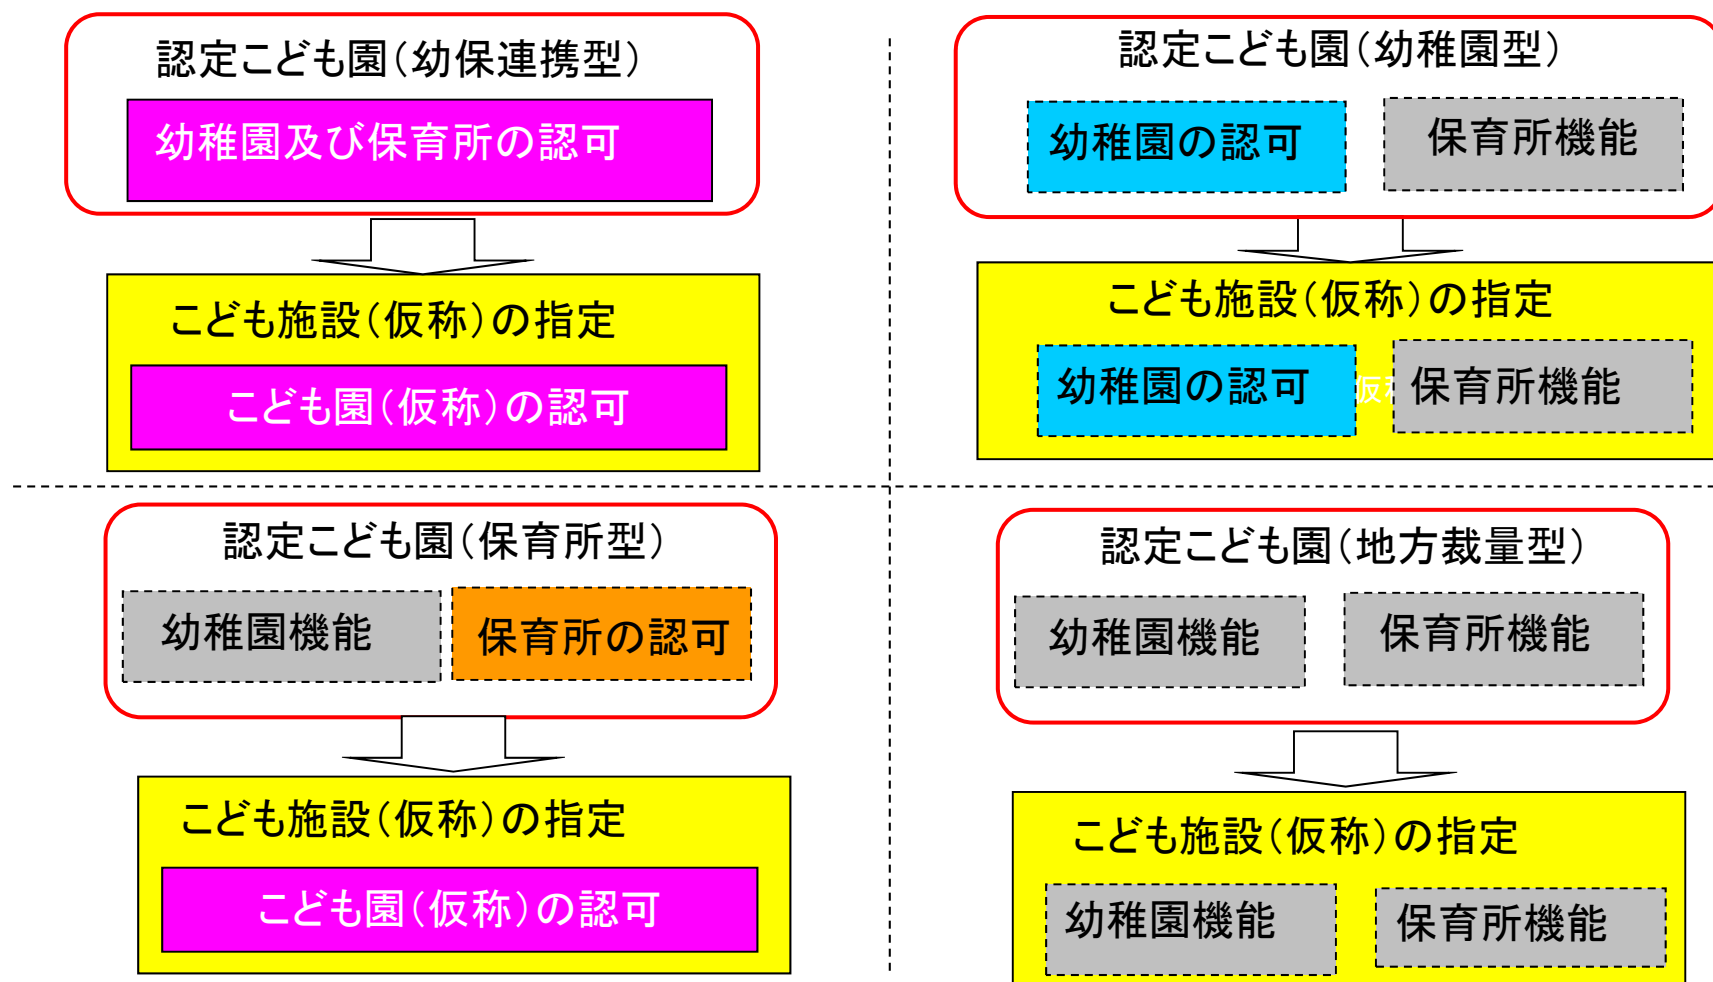 認定こども園（幼保連携型）
幼稚園及び保育所の認可
こども施設（仮称）の指定
こども園（仮称）の認可
認定こども園（幼稚園型）
幼稚園の認可
保育所機能
こども施設（仮称）の指定
幼稚園の認可
保育所機能
認定こども園（保育所型）
幼稚園機能
保育所の認可
こども施設（仮称）の指定
こども園（仮称）の認可
認定こども園（地方裁量型）
幼稚園機能
保育所機能
こども施設（仮称）の指定
幼稚園機能
保育所機能